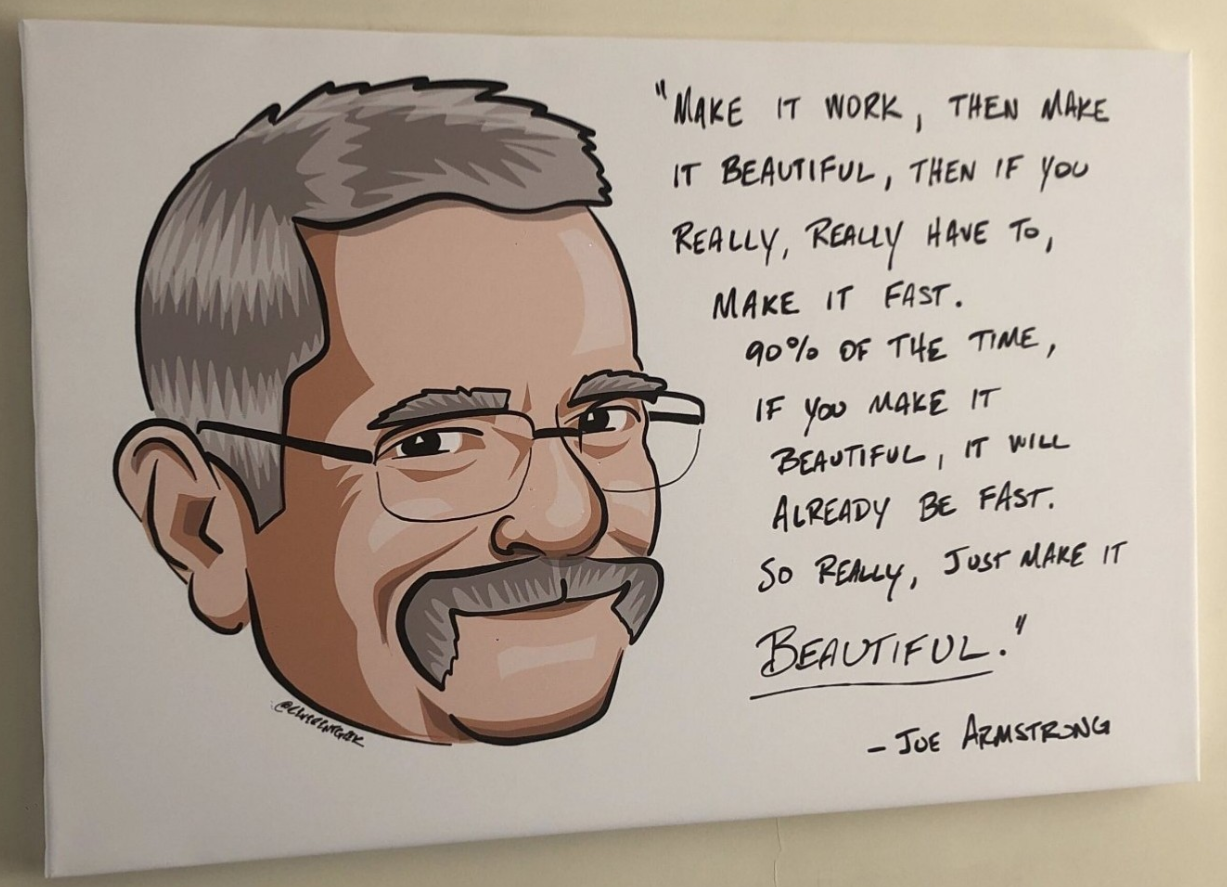 "MAKE IT WORK, THEN MAKE
IT BEAUTIFUL, THEN IF YOU
REALLY, REALLY HAVE TO,
MAKE IT FAST.
90% OF THE TIME,
IF YOU MAKE IT
BEAUTIFUL, IT WILL
ALREADY BE FAST.
SO REALLY, JUST MAKE IT
BEAUTIFUL."
- JOE ARMSTRONG